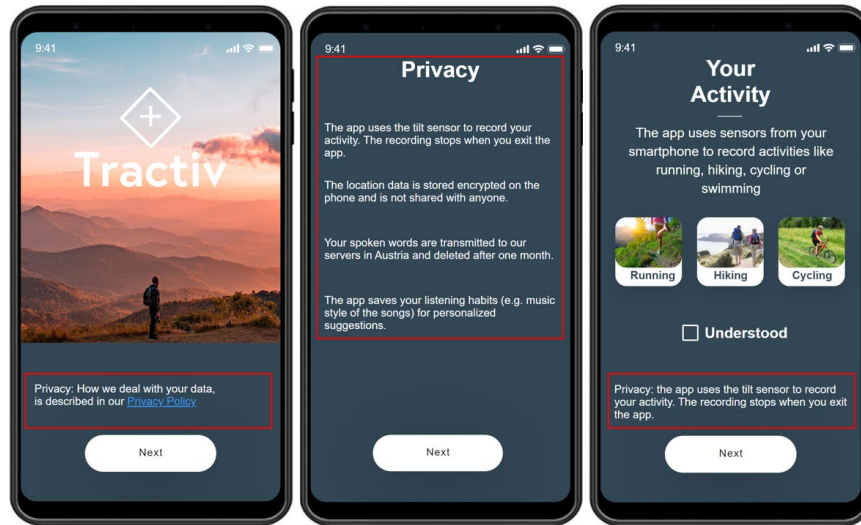 9:41
Tractiv
Privacy: How we deal with your data,
is described in our Privacy Policy
Next
9:41
Privacy
The app uses the tilt sensor to record your
activity. The recording stops when you exit the
app.
The location data is stored encrypted on the
phone and is not shared with anyone.
Your spoken words are transmitted to our
servers in Austria and deleted after one month.
The app saves your listening habits (e.g. music
style of the songs) for personalized
suggestions.
Next
9:41
Your
Activity
The app uses sensors from your
smartphone to record activities like
running, hiking, cycling or
swimming
Running
Hiking
Cycling
Understood
Privacy: the app uses the tilt sensor to record
your activity. The recording stops when you exit
the app.
Next